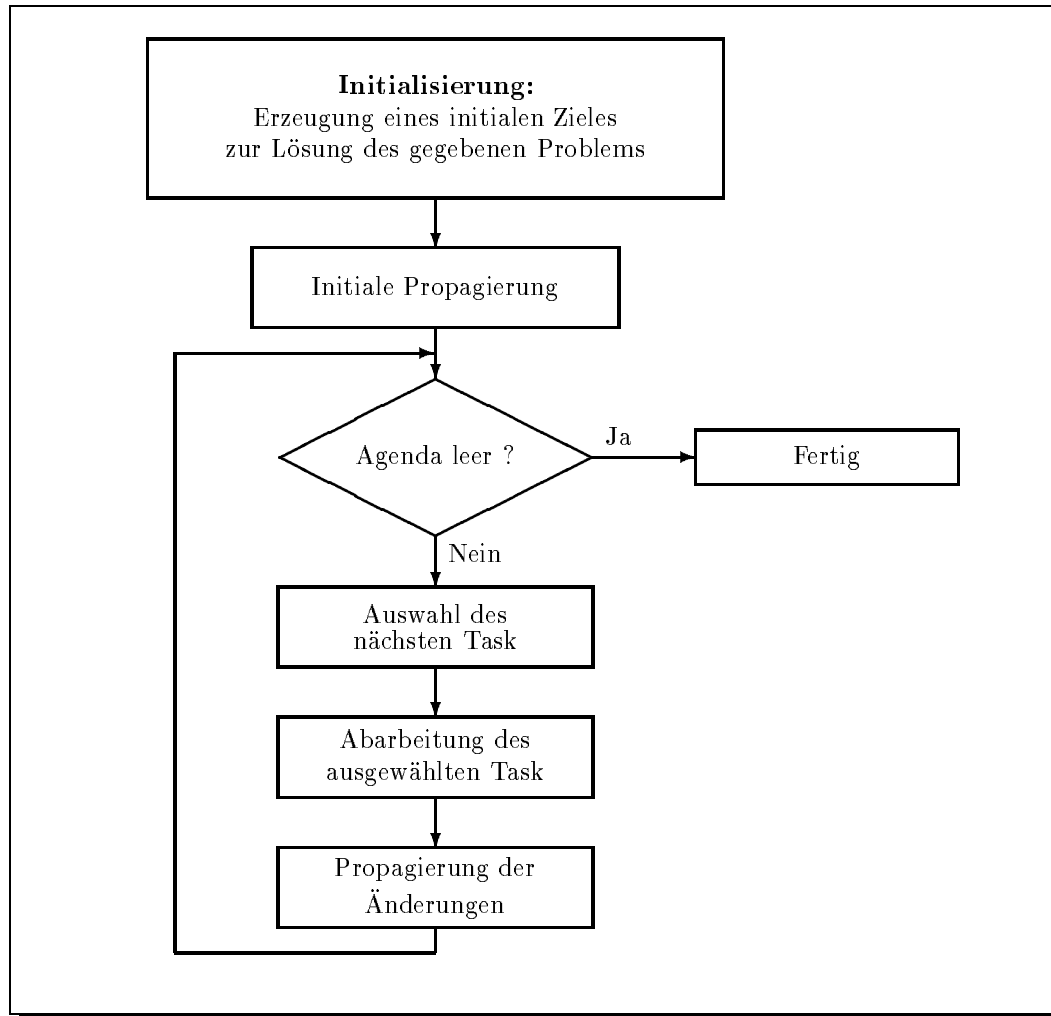 Initialisierung:
Erzeugung eines initialen Zieles
zur Lösung des gegebenen Problems
Initiale Propagierung
Agenda leer ?
Ja
Fertig
Nein
Auswahl des
nächsten Task
Abarbeitung des
ausgewählten Task
Propagierung der
Änderungen